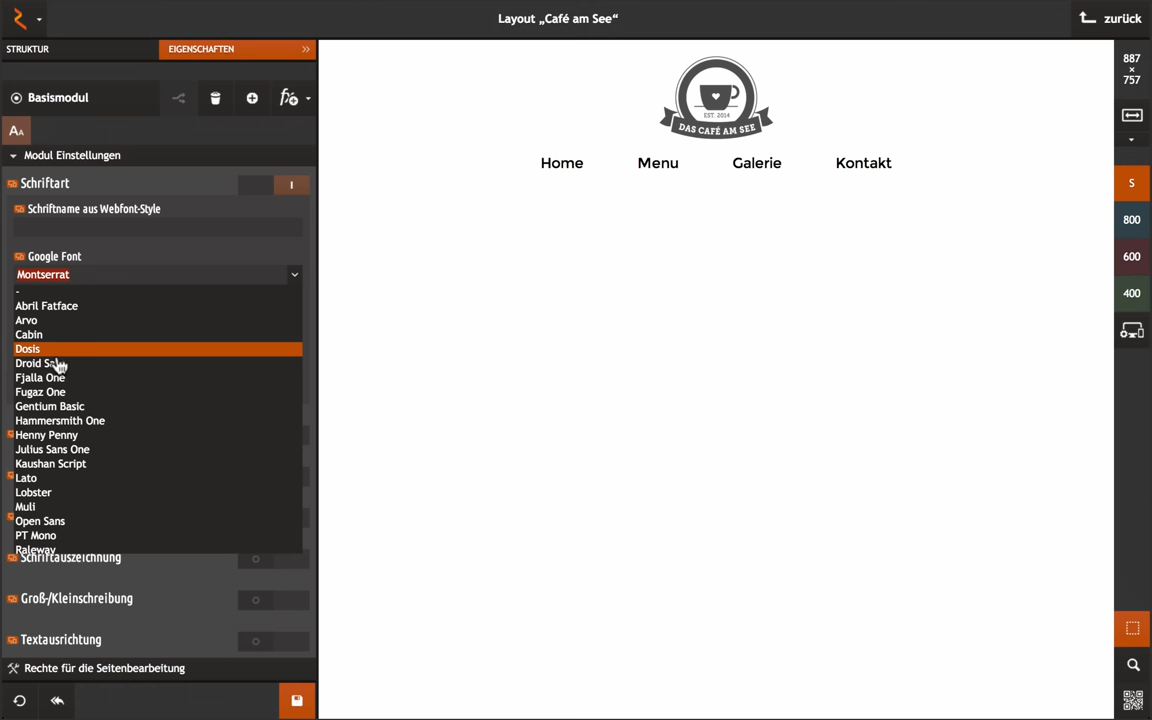 Layout „Café am See“
zurück
STRUKTUR
EIGENSCHAFTEN
Basismodul
fx
AA
Modul Einstellungen
Schriftart
I
Schriftname aus Webfont-Style
Google Font
Montserrat
-
Abril Fatface
Arvo
Cabin
Dosis
Droid
Fjalla One
Fugaz One
Gentium Basic
Hammersmith One
Henny Penny
Julius Sans One
Kaushan Script
Lato
Lobster
Muli
Open Sans
PT Mono
Raleway
Schriftauszeichnung
Groß-/Kleinschreibung
Textausrichtung
Rechte für die Seitenbearbeitung
EST. 2014
DAS CAFÉ AM SEE
Home
Menu
Galerie
Kontakt
887
×
757
S
800
600
400